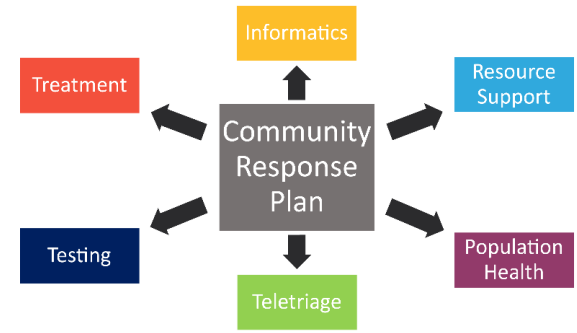 Informatics
Treatment
Resource
Support
Community
Response
Plan
Testing
Population
Health
Teletriage